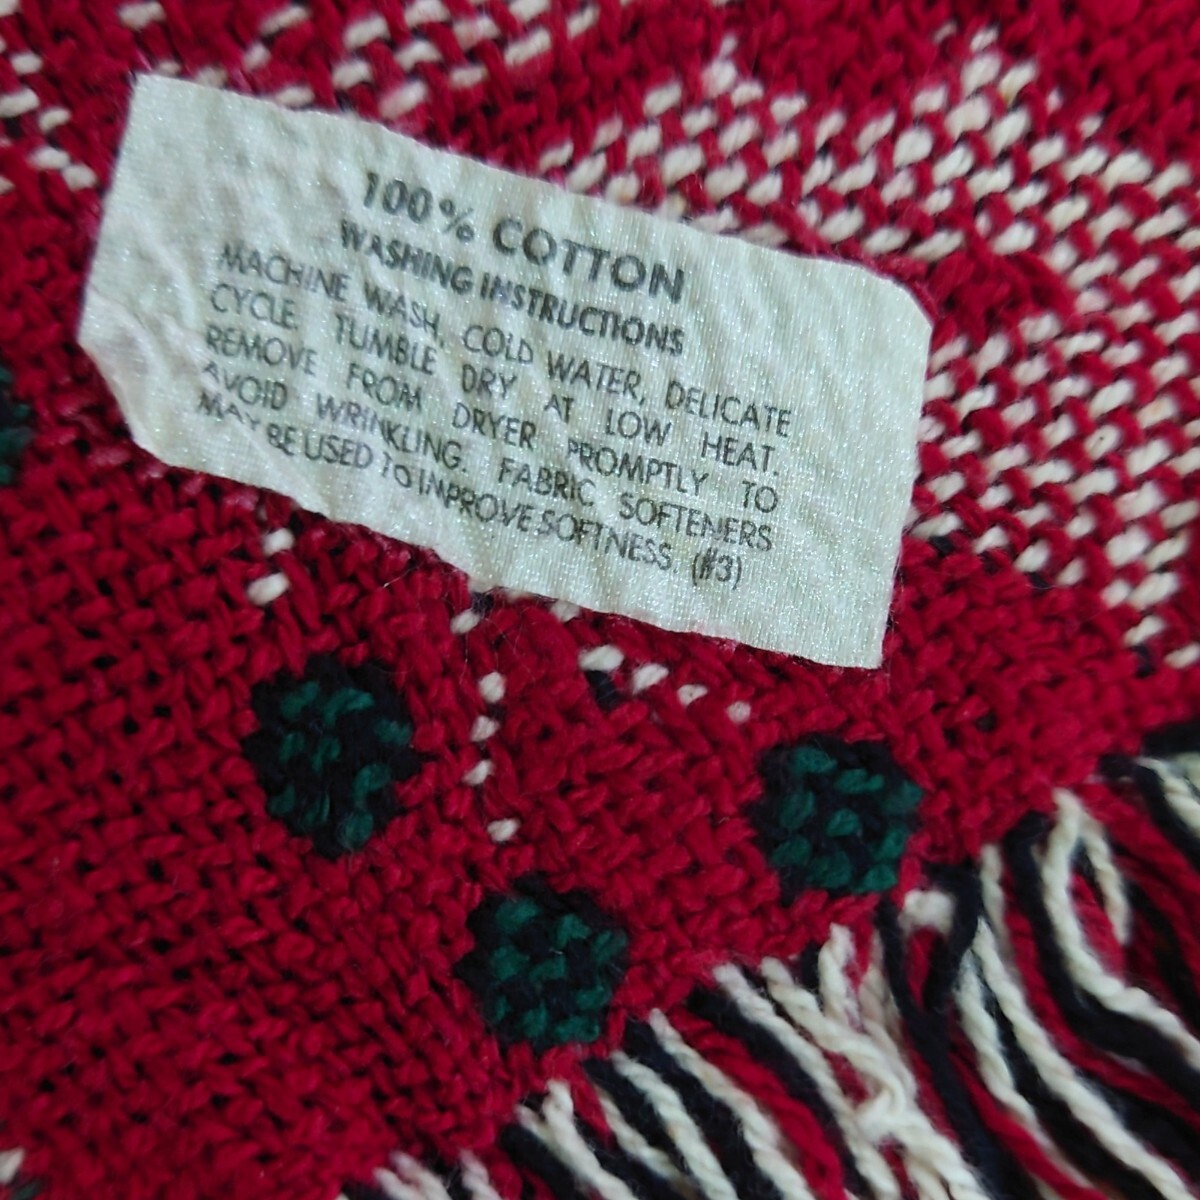 100% COTTON
WASHING INSTRUCTIONS
MACHINE WASH, COLD WATER, DELICATE
CYCLE. TUMBLE DRY AT LOW HEAT.
REMOVE FROM DRYER PROMPTLY TO
AVOID WRINKLING. FABRIC SOFTENERS
MAY BE USED TO IMPROVE SOFTNESS. (#3)